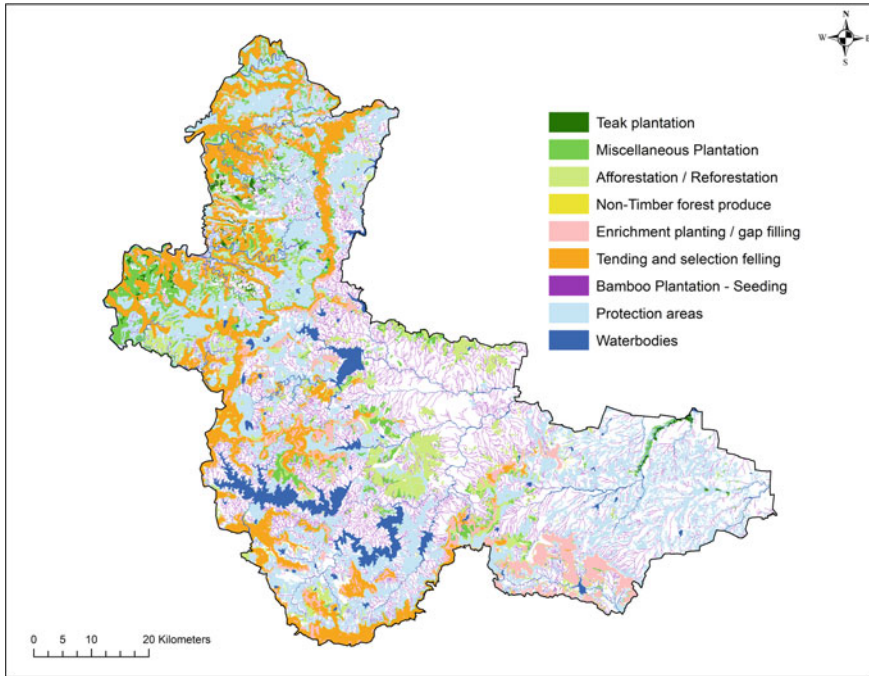 N
W E
S
Teak plantation
Miscellaneous Plantation
Afforestation / Reforestation
Non-Timber forest produce
Enrichment planting / gap filling
Tending and selection felling
Bamboo Plantation - Seeding
Protection areas
Waterbodies
0 5 10 20 Kilometers